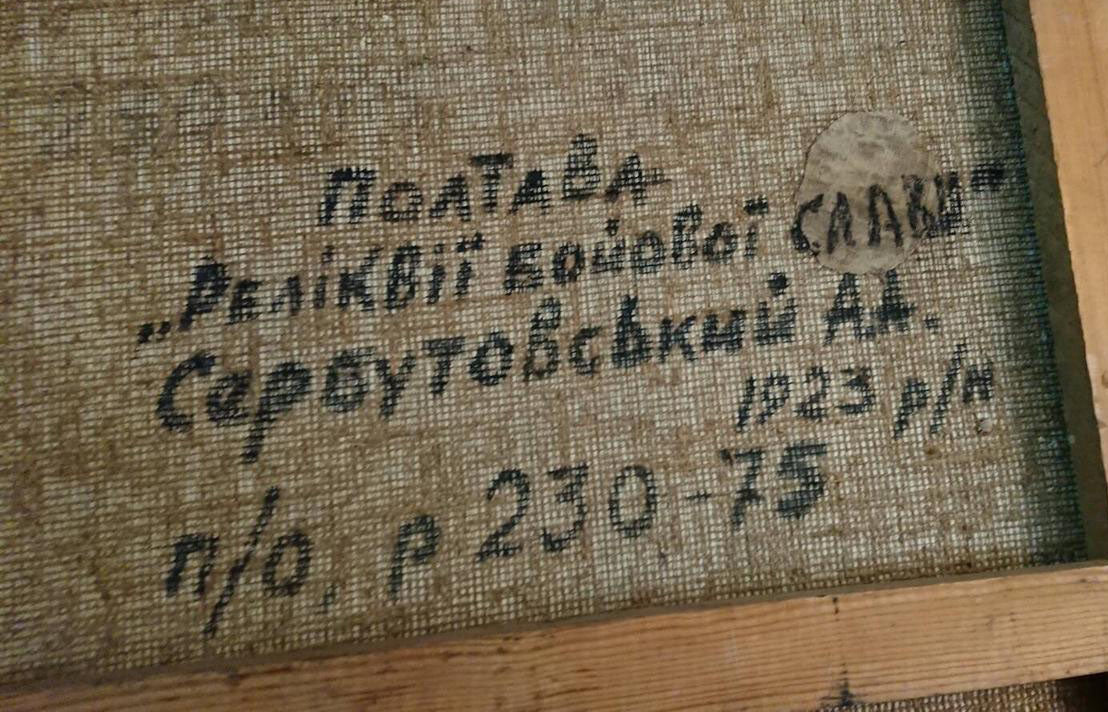 ПОЛТАВА
„РЕЛІКВІЇ БОЙОВОЇ СЛАВИ"
Сербутовський А.А.
1923 р/н
п/о, р 230-75